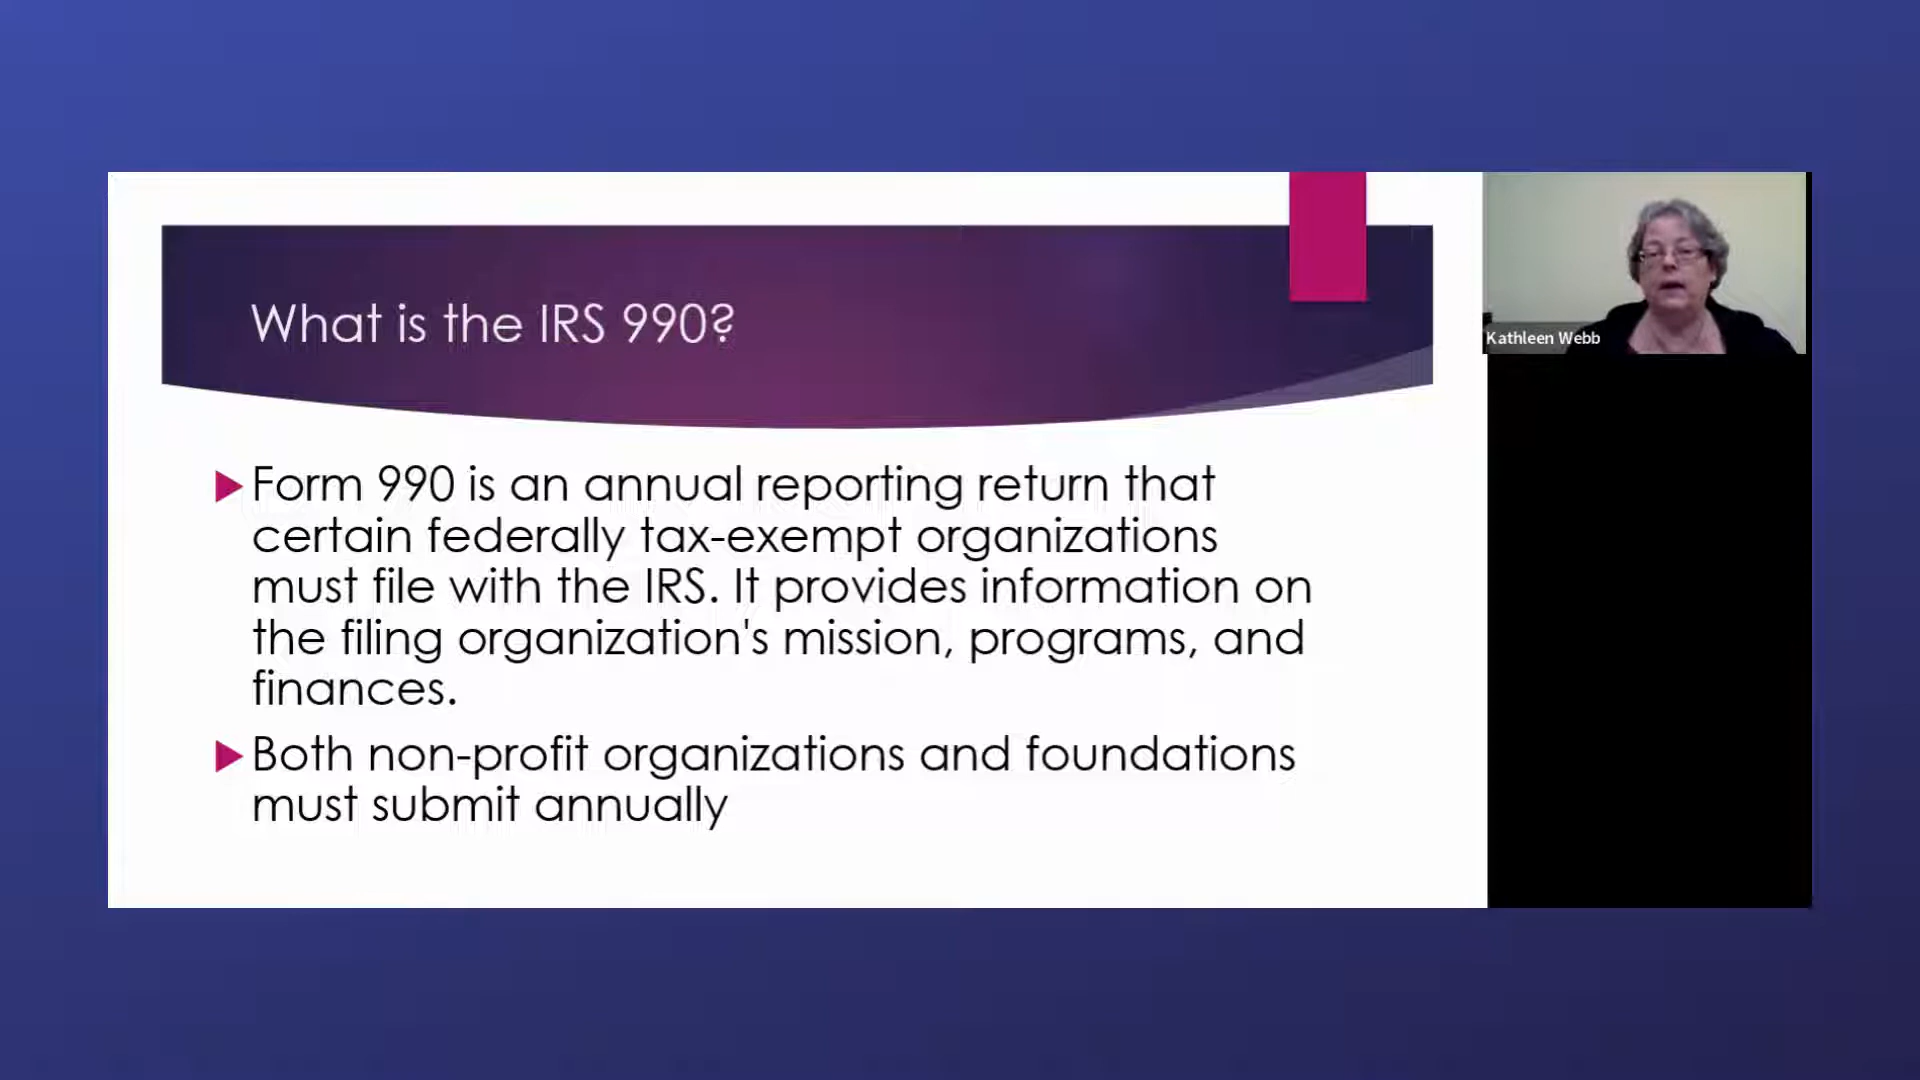 What is the IRS 990?
Form 990 is an annual reporting return that
certain federally tax-exempt organizations
must file with the IRS. It provides information on
the filing organization's mission, programs, and
finances.
Both non-profit organizations and foundations
must submit annually
Kathleen Webb